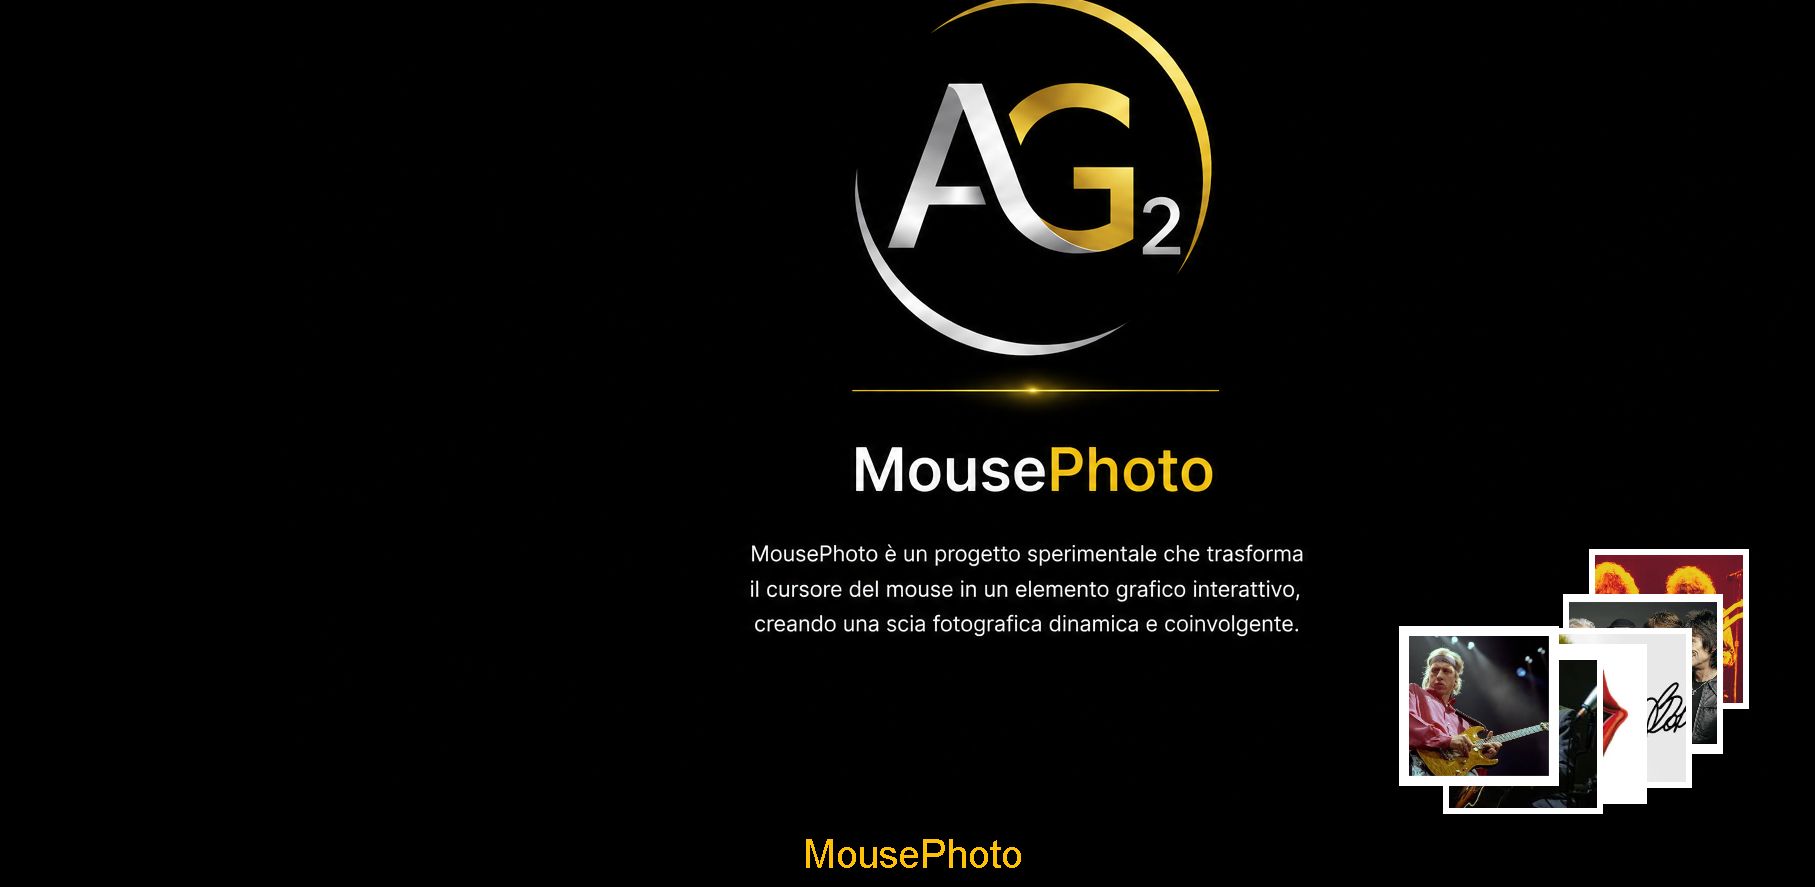 AG2
MousePhoto
MousePhoto è un progetto sperimentale che trasforma
il cursore del mouse in un elemento grafico interattivo,
creando una scia fotografica dinamica e coinvolgente.
MousePhoto